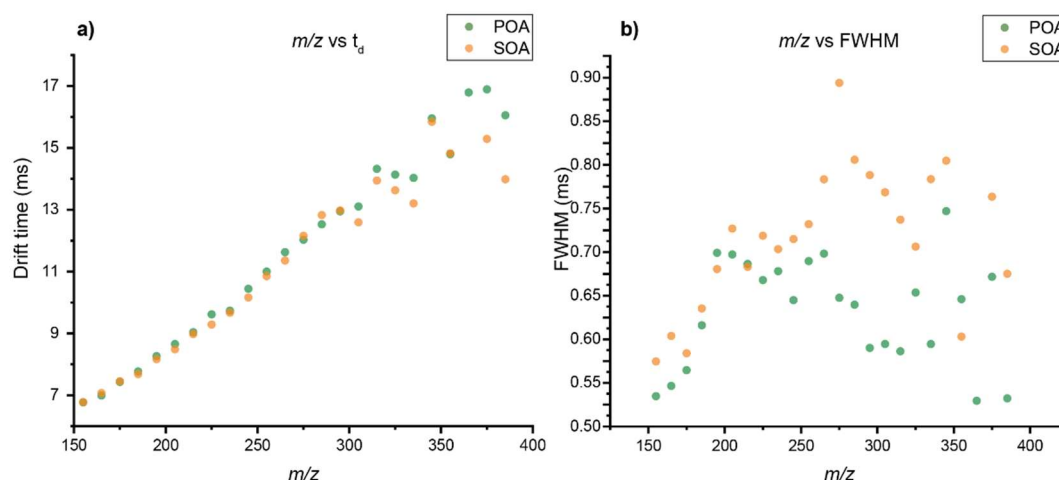 a)
m/z vs t_d
POA
SOA
Drift time (ms)
17
15
13
11
9
7
150
200
250
300
350
400
m/z
b)
m/z vs FWHM
POA
SOA
FWHM (ms)
0.90
0.85
0.80
0.75
0.70
0.65
0.60
0.55
0.50
150
200
250
300
350
400
m/z